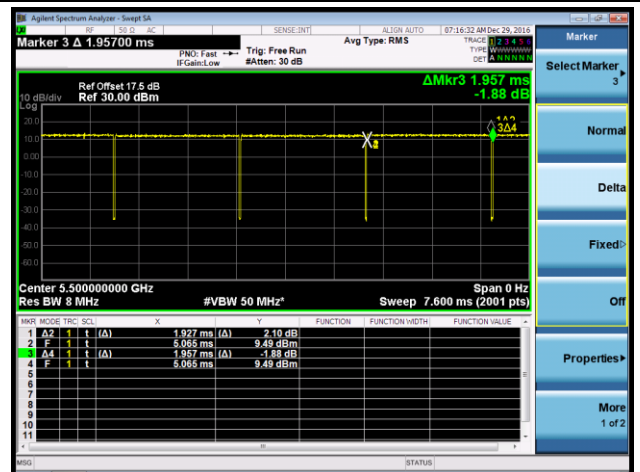 Agilent Spectrum Analyzer - Swept SA
RF 50 Ω AC SENSE:INT ALIGN AUTO 07:16:32 AM Dec 29, 2016
Marker 3 Δ 1.95700 ms
PNO: Fast Trig: Free Run Avg Type: RMS TRACE 1 2 3 4 5 6
IFGain:Low #Atten: 30 dB TYPE W
DET A N N N N N
Ref Offset 17.5 dB ΔMkr3 1.957 ms
10 dB/div Ref 30.00 dBm -1.88 dB
Log
20.0
10.0
0.00
-10.0
-20.0
-30.0
-40.0
-50.0
-60.0
1Δ2
3Δ4
Center 5.500000000 GHz Span 0 Hz
Res BW 8 MHz #VBW 50 MHz* Sweep 7.600 ms (2001 pts)
MKR MODE TRC SCL X Y FUNCTION FUNCTION WIDTH FUNCTION VALUE
1 Δ2 1 t (Δ) 1.927 ms (Δ) 2.10 dB
2 F 1 t 5.065 ms 9.49 dBm
3 Δ4 1 t (Δ) 1.957 ms (Δ) -1.88 dB
4 F 1 t 5.065 ms 9.49 dBm
5
6
7
8
9
10
11
MSG STATUS
Marker
Select Marker
3
Normal
Delta
Fixed
Off
Properties
More
1 of 2